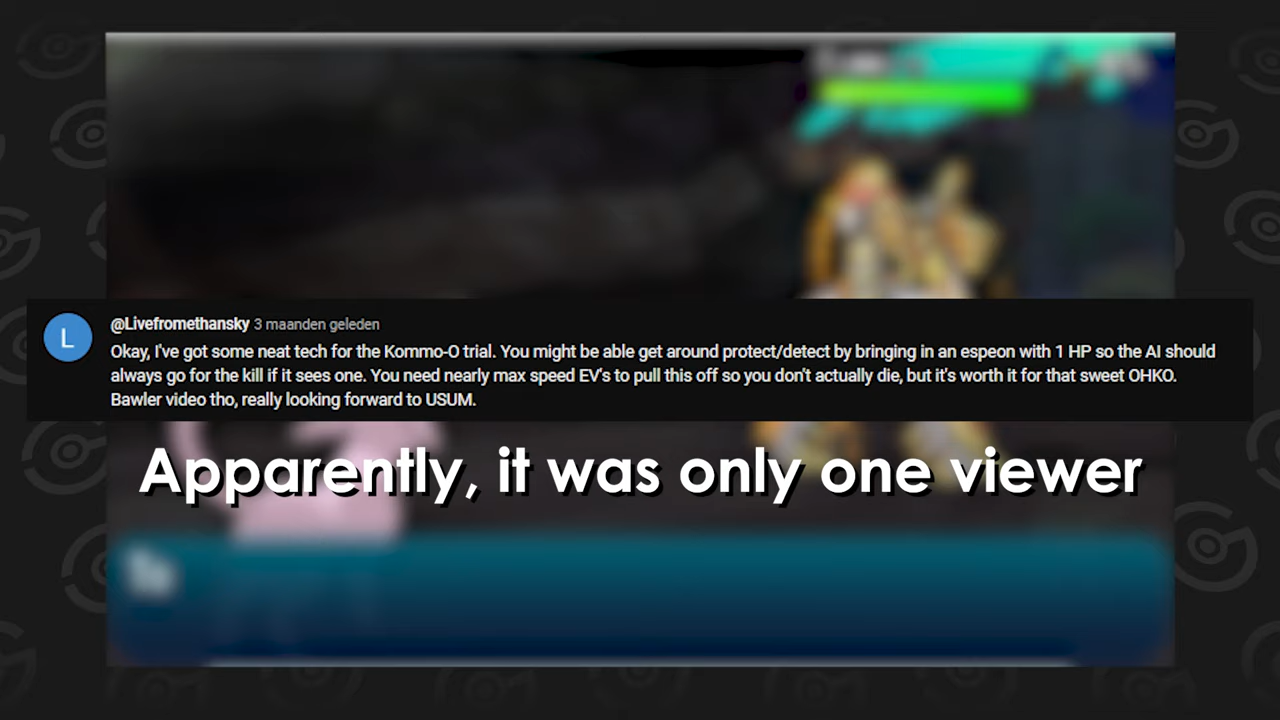 L
@Livefromethansky 3 maanden geleden
Okay, I've got some neat tech for the Kommo-O trial. You might be able get around protect/detect by bringing in an espeon with 1 HP so the AI should
always go for the kill if it sees one. You need nearly max speed EV's to pull this off so you don't actually die, but it's worth it for that sweet OHKO.
Bawler video tho, really looking forward to USUM.
Apparently, it was only one viewer